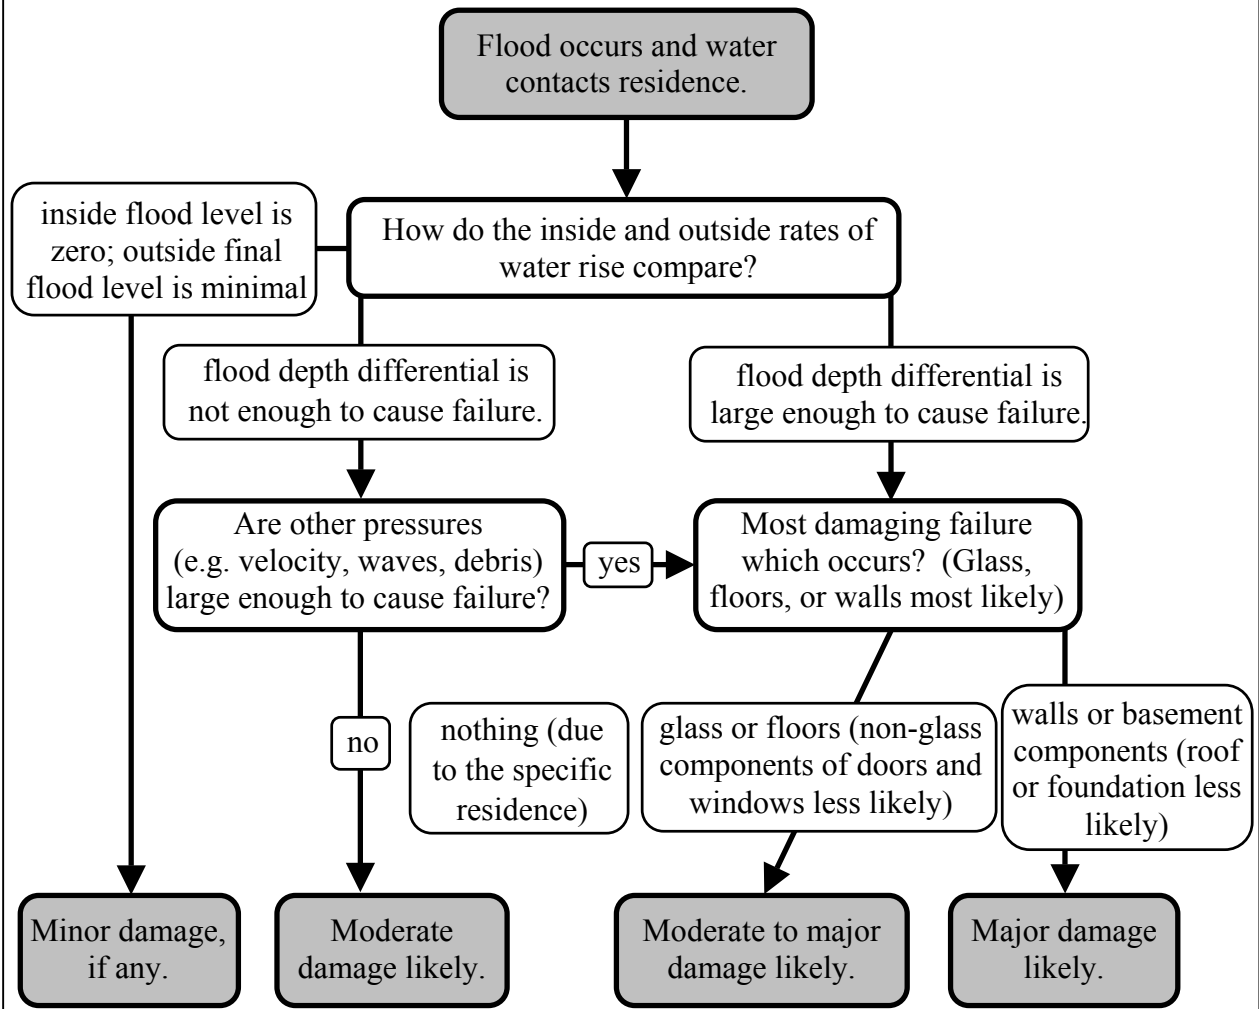 Flood occurs and water
contacts residence.
inside flood level is
zero; outside final
flood level is minimal
How do the inside and outside rates of
water rise compare?
flood depth differential is
not enough to cause failure.
flood depth differential is
large enough to cause failure.
Are other pressures
(e.g. velocity, waves, debris)
large enough to cause failure?
yes
Most damaging failure
which occurs?  (Glass,
floors, or walls most likely)
no
nothing (due
to the specific
residence)
glass or floors (non-glass
components of doors and
windows less likely)
walls or basement
components (roof
or foundation less
likely)
Minor damage,
if any.
Moderate
damage likely.
Moderate to major
damage likely.
Major damage
likely.